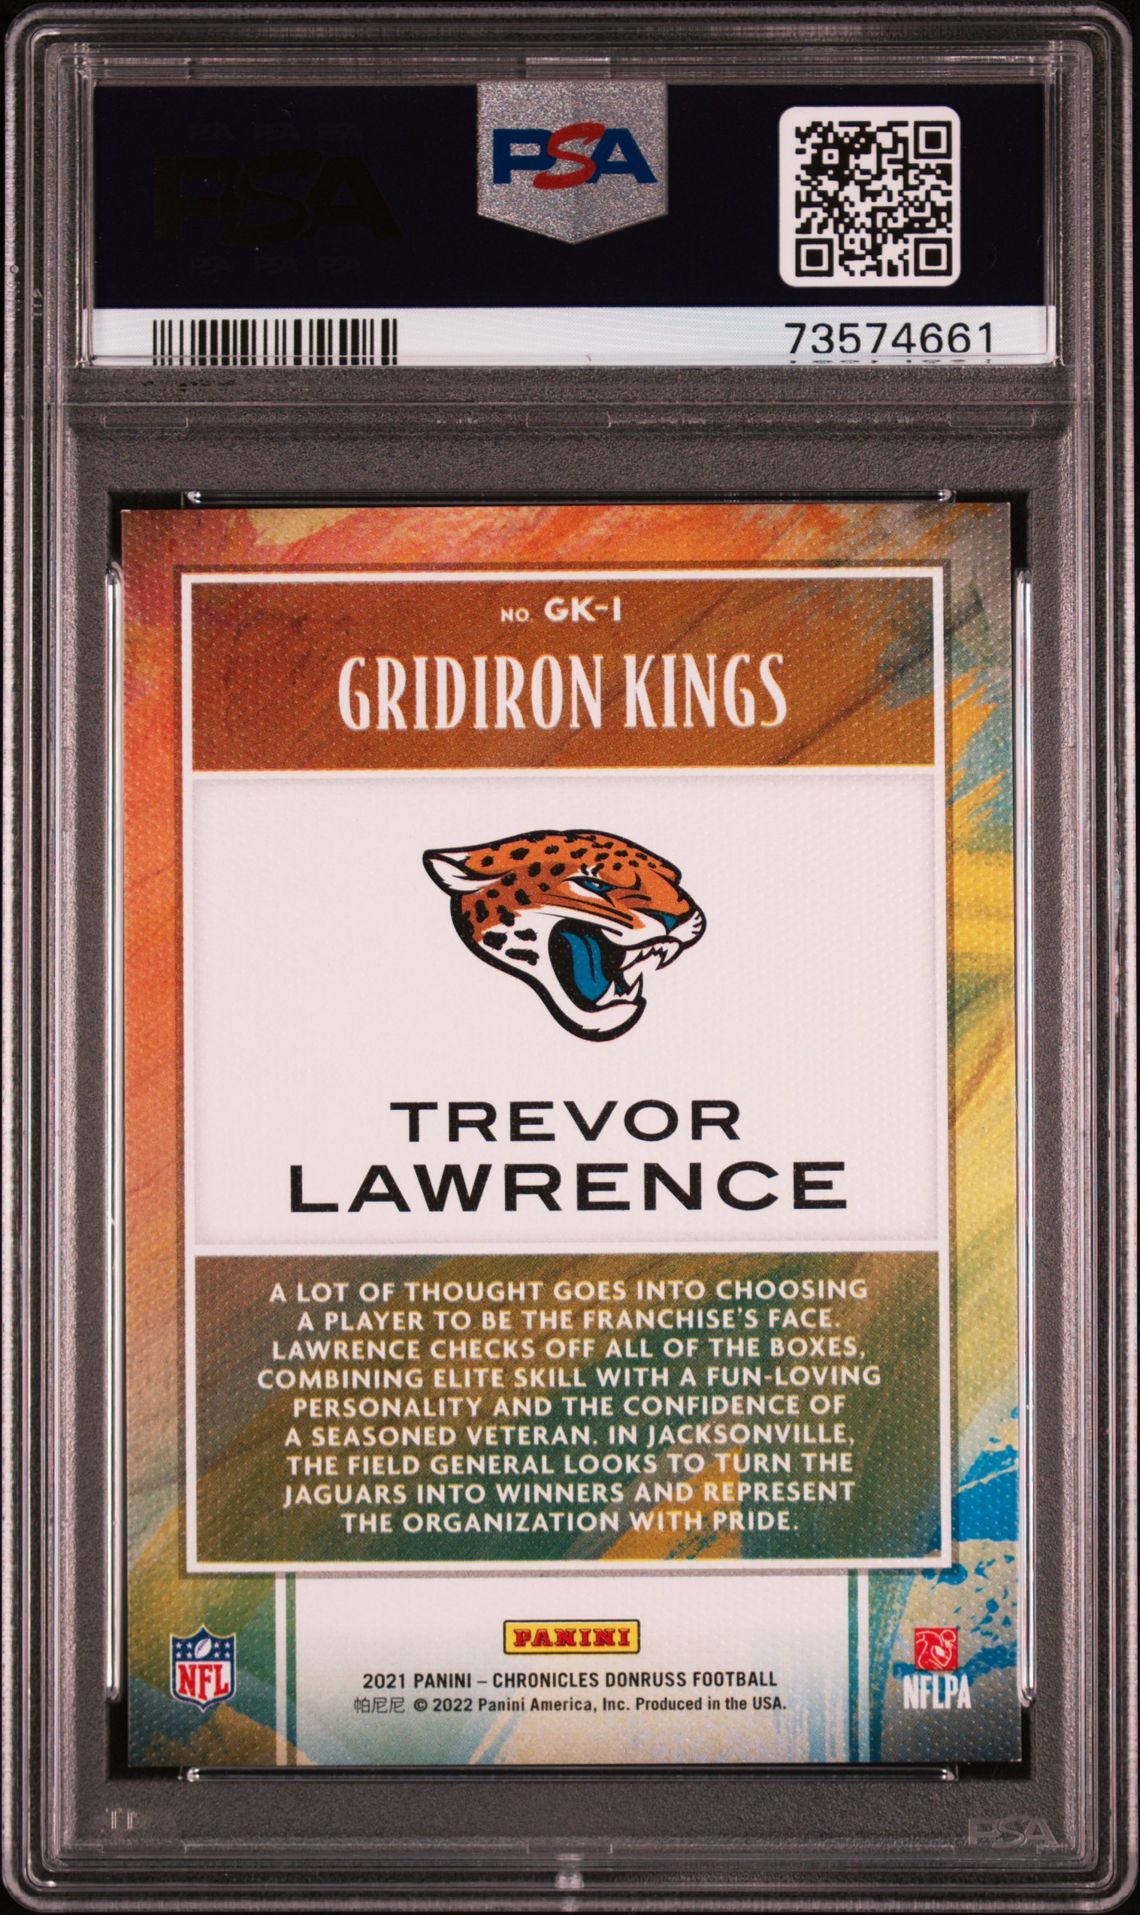 PSA
PSA
73574661
NO. GK-1
GRIDIRON KINGS
TREVOR
LAWRENCE
A LOT OF THOUGHT GOES INTO CHOOSING
A PLAYER TO BE THE FRANCHISE'S FACE.
LAWRENCE CHECKS OFF ALL OF THE BOXES,
COMBINING ELITE SKILL WITH A FUN-LOVING
PERSONALITY AND THE CONFIDENCE OF
A SEASONED VETERAN. IN JACKSONVILLE,
THE FIELD GENERAL LOOKS TO TURN THE
JAGUARS INTO WINNERS AND REPRESENT
THE ORGANIZATION WITH PRIDE.
PANINI
NFL
NFLPA
2021 PANINI – CHRONICLES DONRUSS FOOTBALL
帕尼尼 © 2022 Panini America, Inc. Produced in the USA.
PSA